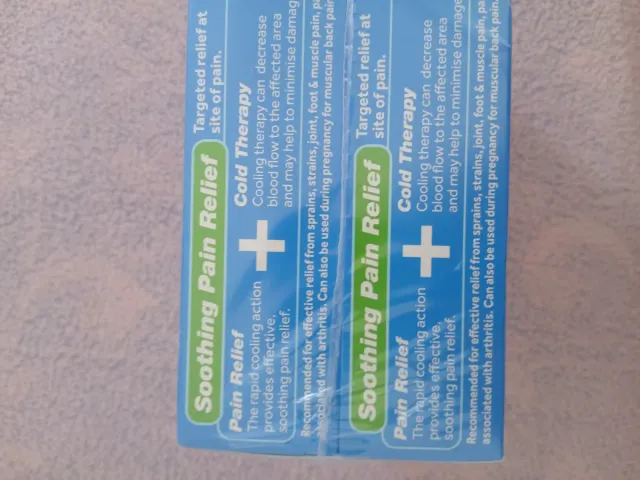 Soothing Pain Relief
Targeted relief at
site of pain.
Pain Relief
The rapid cooling action
provides effective,
soothing pain relief.
+
Cold Therapy
Cooling therapy can decrease
blood flow to the affected area
and may help to minimise damag
Recommended for effective relief from sprains, strains, joint, foot & muscle pain, pa
associated with arthritis. Can also be used during pregnancy for muscular back pain
Soothing Pain Relief
Targeted relief at
site of pain.
Pain Relief
The rapid cooling action
provides effective,
soothing pain relief.
+
Cold Therapy
Cooling therapy can decrease
blood flow to the affected area
and may help to minimise damage
Recommended for effective relief from sprains, strains, joint, foot & muscle pain, pa
associated with arthritis. Can also be used during pregnancy for muscular back pain.